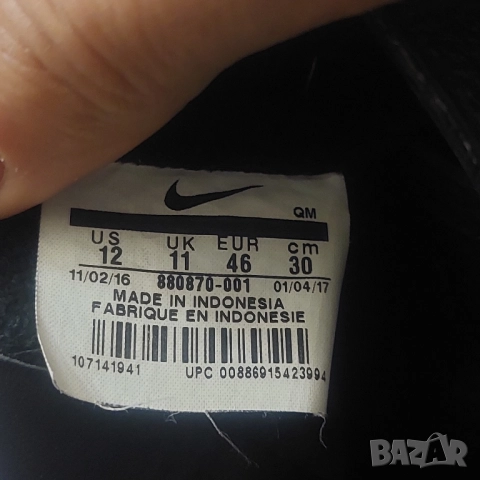 QM
US UK EUR cm
12 11 46 30
11/02/16 880870-001 01/04/17
MADE IN INDONESIA
FABRIQUE EN INDONESIE
107141941 UPC 00886915423994
BAZAR